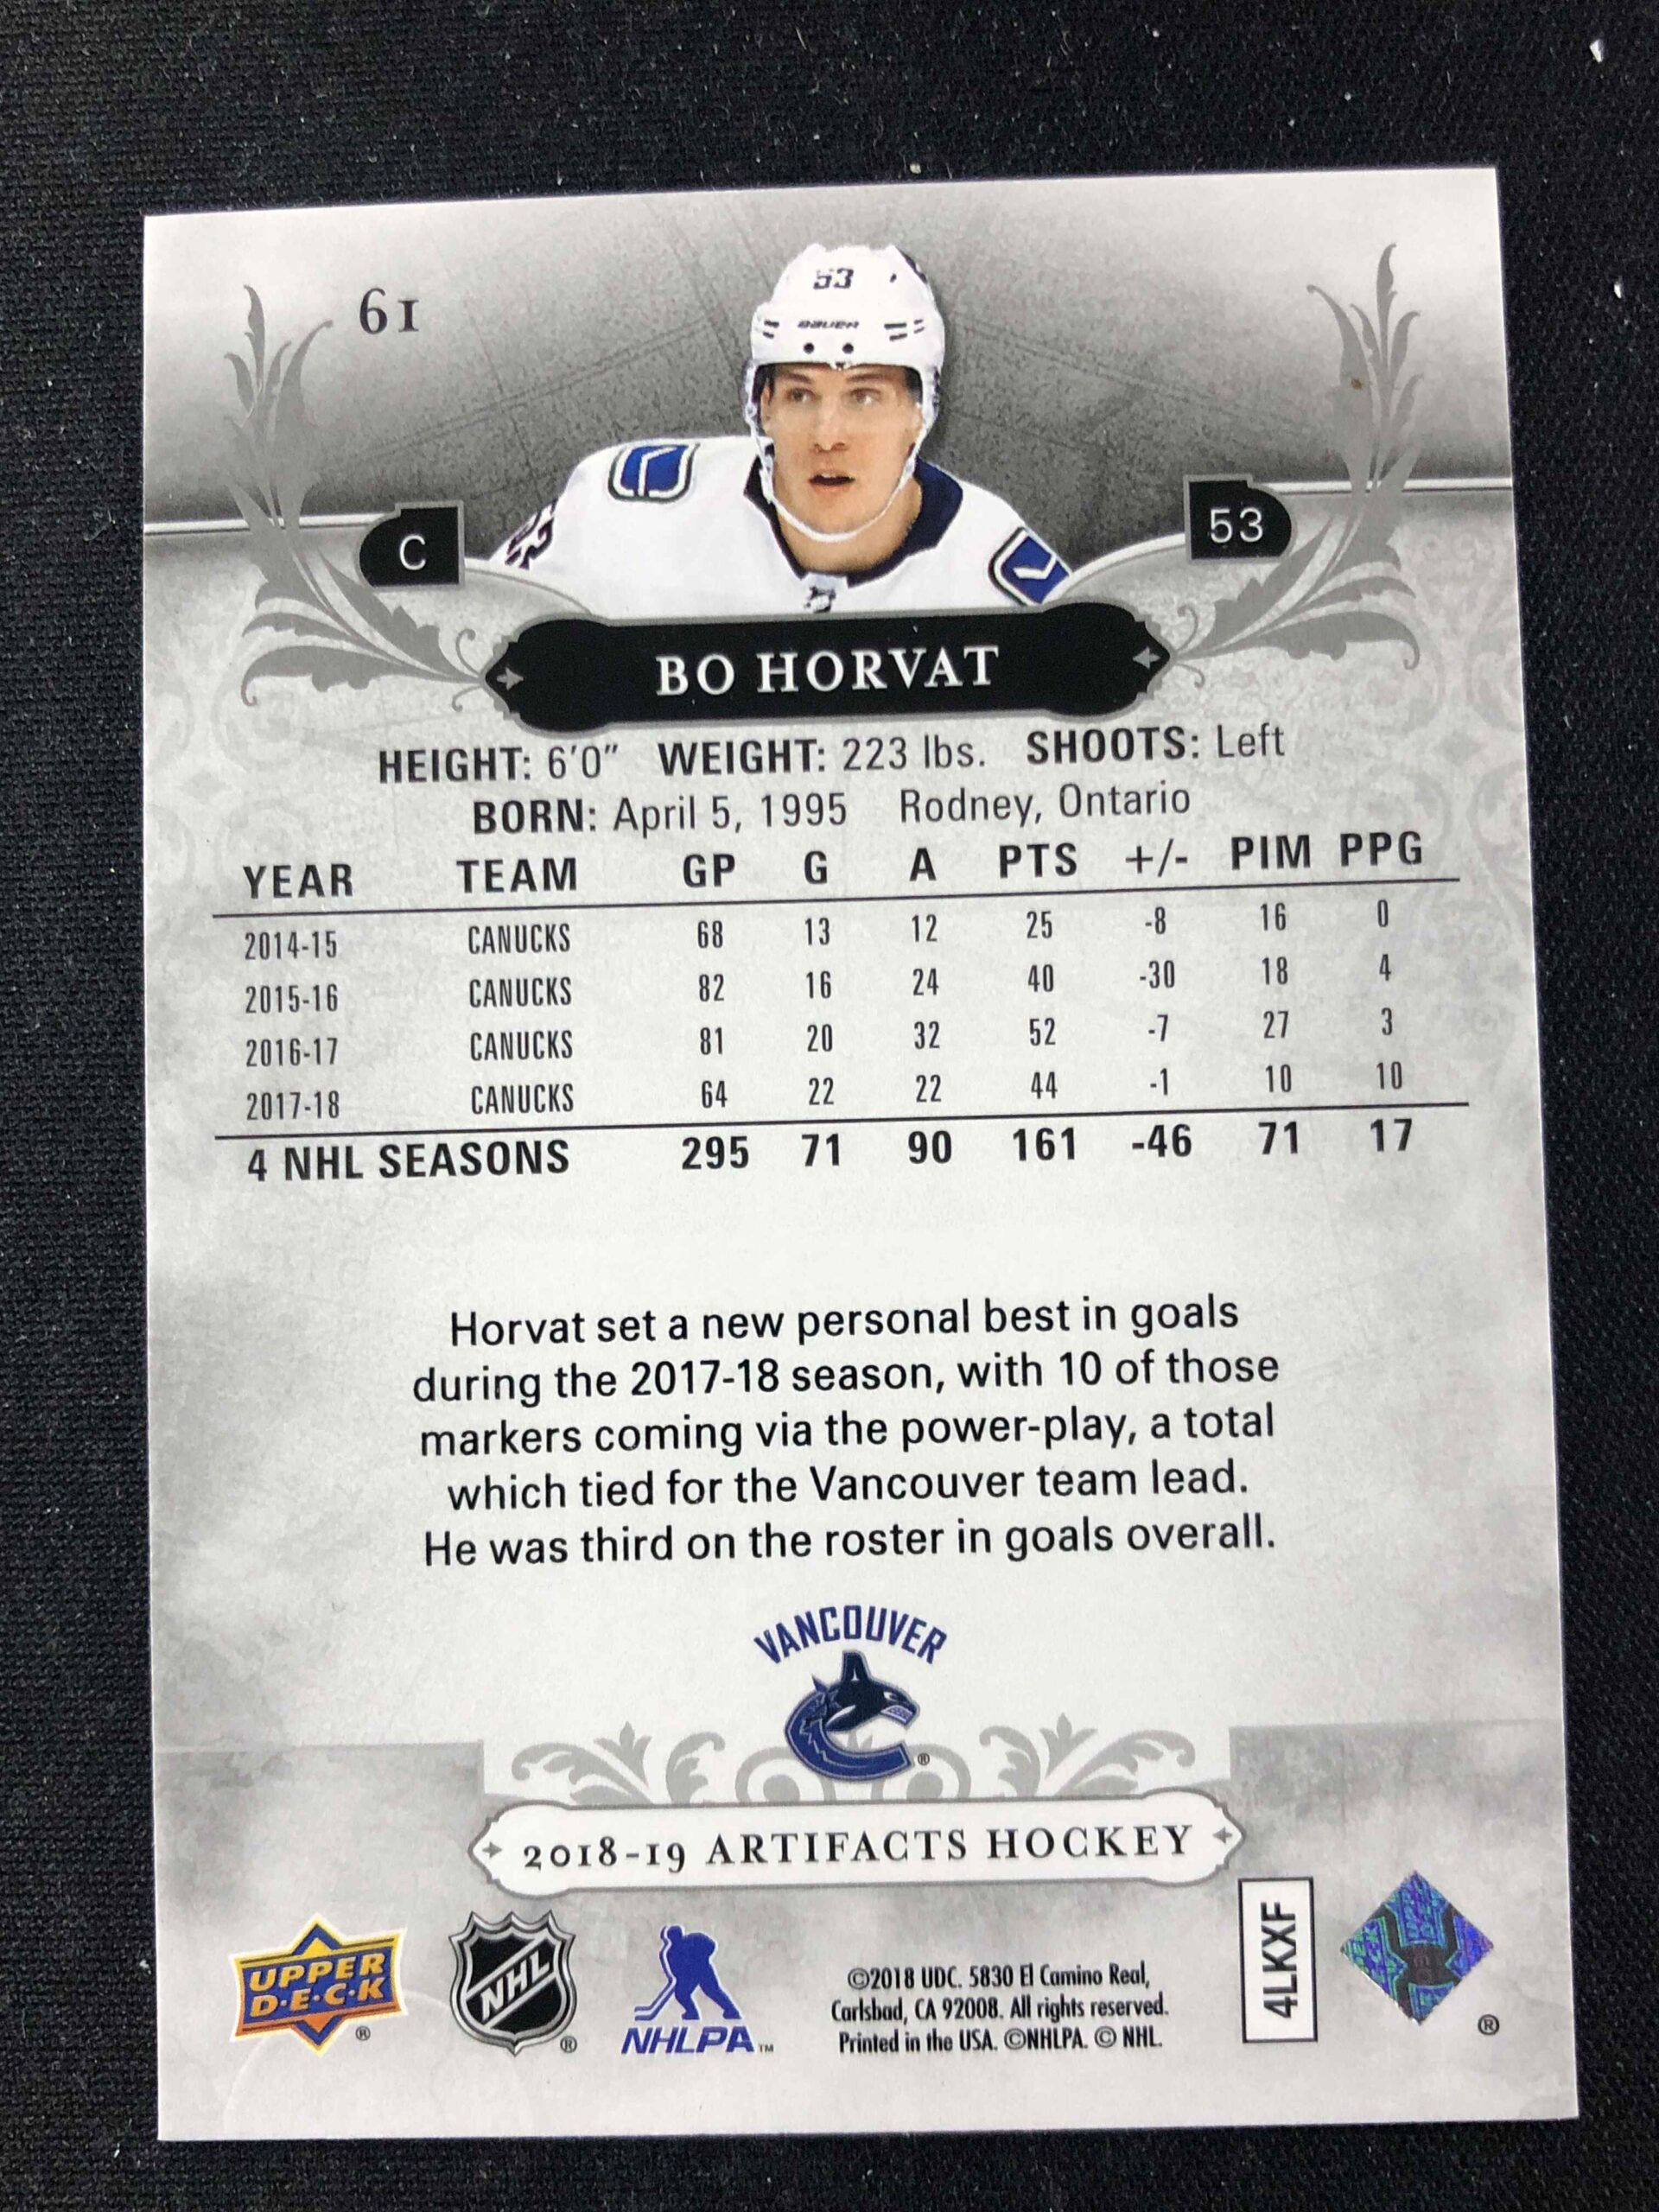 61
53
BAUER
C
53
BO HORVAT
HEIGHT: 6'0" WEIGHT: 223 lbs. SHOOTS: Left
BORN: April 5, 1995 Rodney, Ontario
YEAR TEAM GP G A PTS +/- PIM PPG
2014-15 CANUCKS 68 13 12 25 -8 16 0
2015-16 CANUCKS 82 16 24 40 -30 18 4
2016-17 CANUCKS 81 20 32 52 -7 27 3
2017-18 CANUCKS 64 22 22 44 -1 10 10
4 NHL SEASONS 295 71 90 161 -46 71 17
Horvat set a new personal best in goals
during the 2017-18 season, with 10 of those
markers coming via the power-play, a total
which tied for the Vancouver team lead.
He was third on the roster in goals overall.
VANCOUVER
®
2018-19 ARTIFACTS HOCKEY
UPPER
D·E·C·K
®
NHL
®
NHLPA™
©2018 UDC. 5830 El Camino Real,
Carlsbad, CA 92008. All rights reserved.
Printed in the USA. ©NHLPA. © NHL.
4LKXF
®